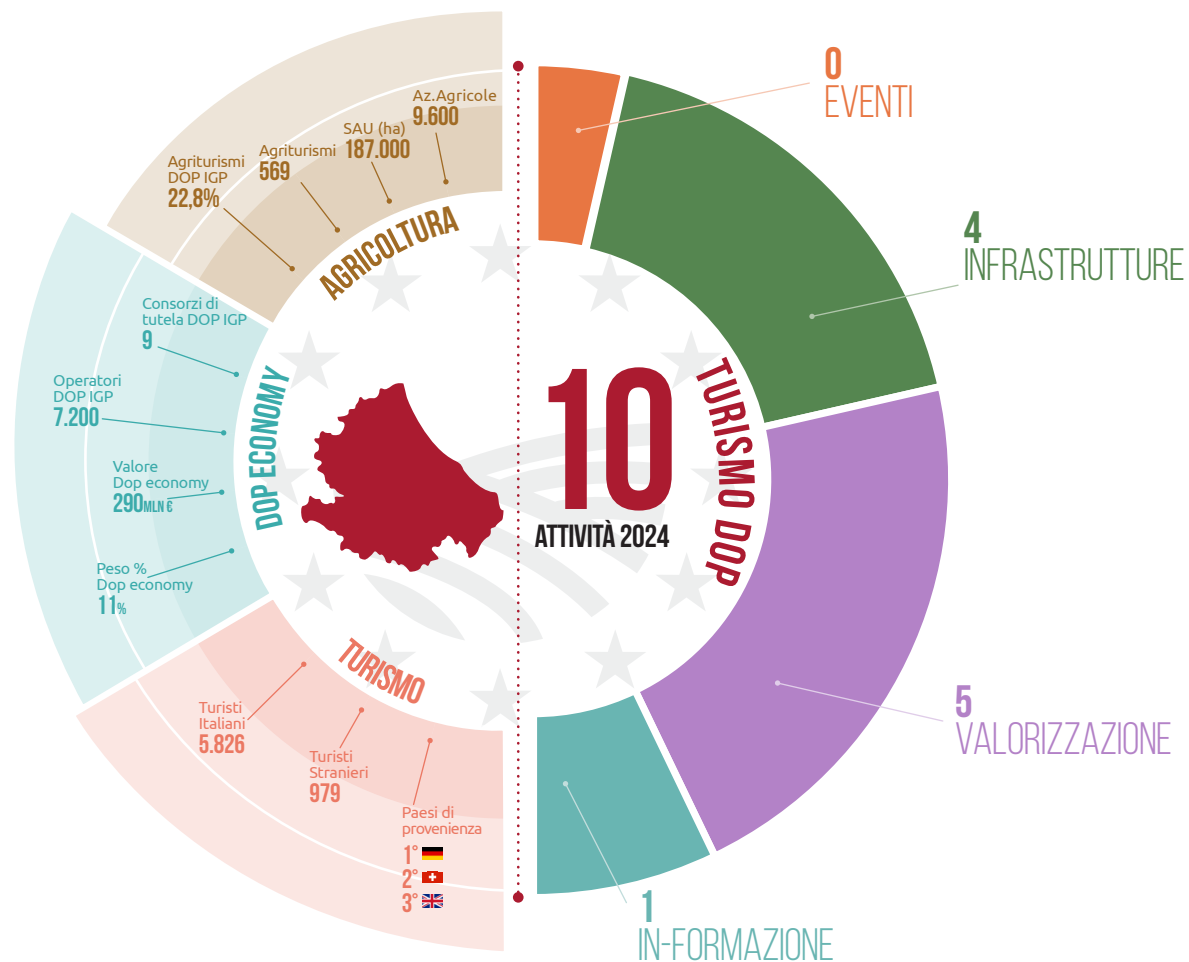 Az.Agricole
9.600
SAU (ha)
187.000
Agriturismi
569
Agriturismi
DOP IGP
22,8%
AGRICOLTURA
Consorzi di
tutela DOP IGP
9
Operatori
DOP IGP
7.200
Valore
Dop economy
290MLN €
Peso %
Dop economy
11%
DOP ECONOMY
TURISMO
Turisti
Italiani
5.826
Turisti
Stranieri
979
Paesi di
provenienza
1°
2°
3°
10
ATTIVITÀ 2024
TURISMO DOP
0
EVENTI
4
INFRASTRUTTURE
5
VALORIZZAZIONE
1
IN-FORMAZIONE